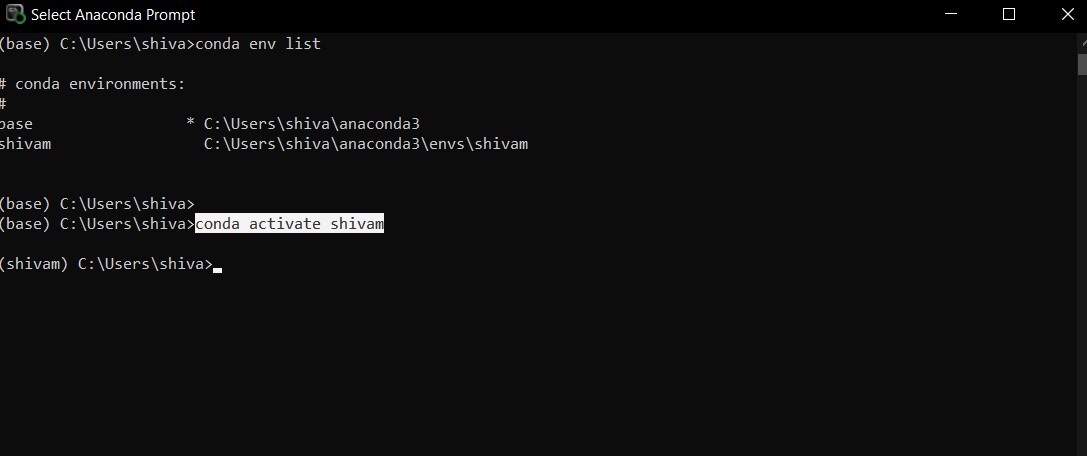 Select Anaconda Prompt
(base) C:\Users\shiva>conda env list
# conda environments:
#
base                 * C:\Users\shiva\anaconda3
shivam                 C:\Users\shiva\anaconda3\envs\shivam
(base) C:\Users\shiva>
(base) C:\Users\shiva>conda activate shivam
(shivam) C:\Users\shiva>